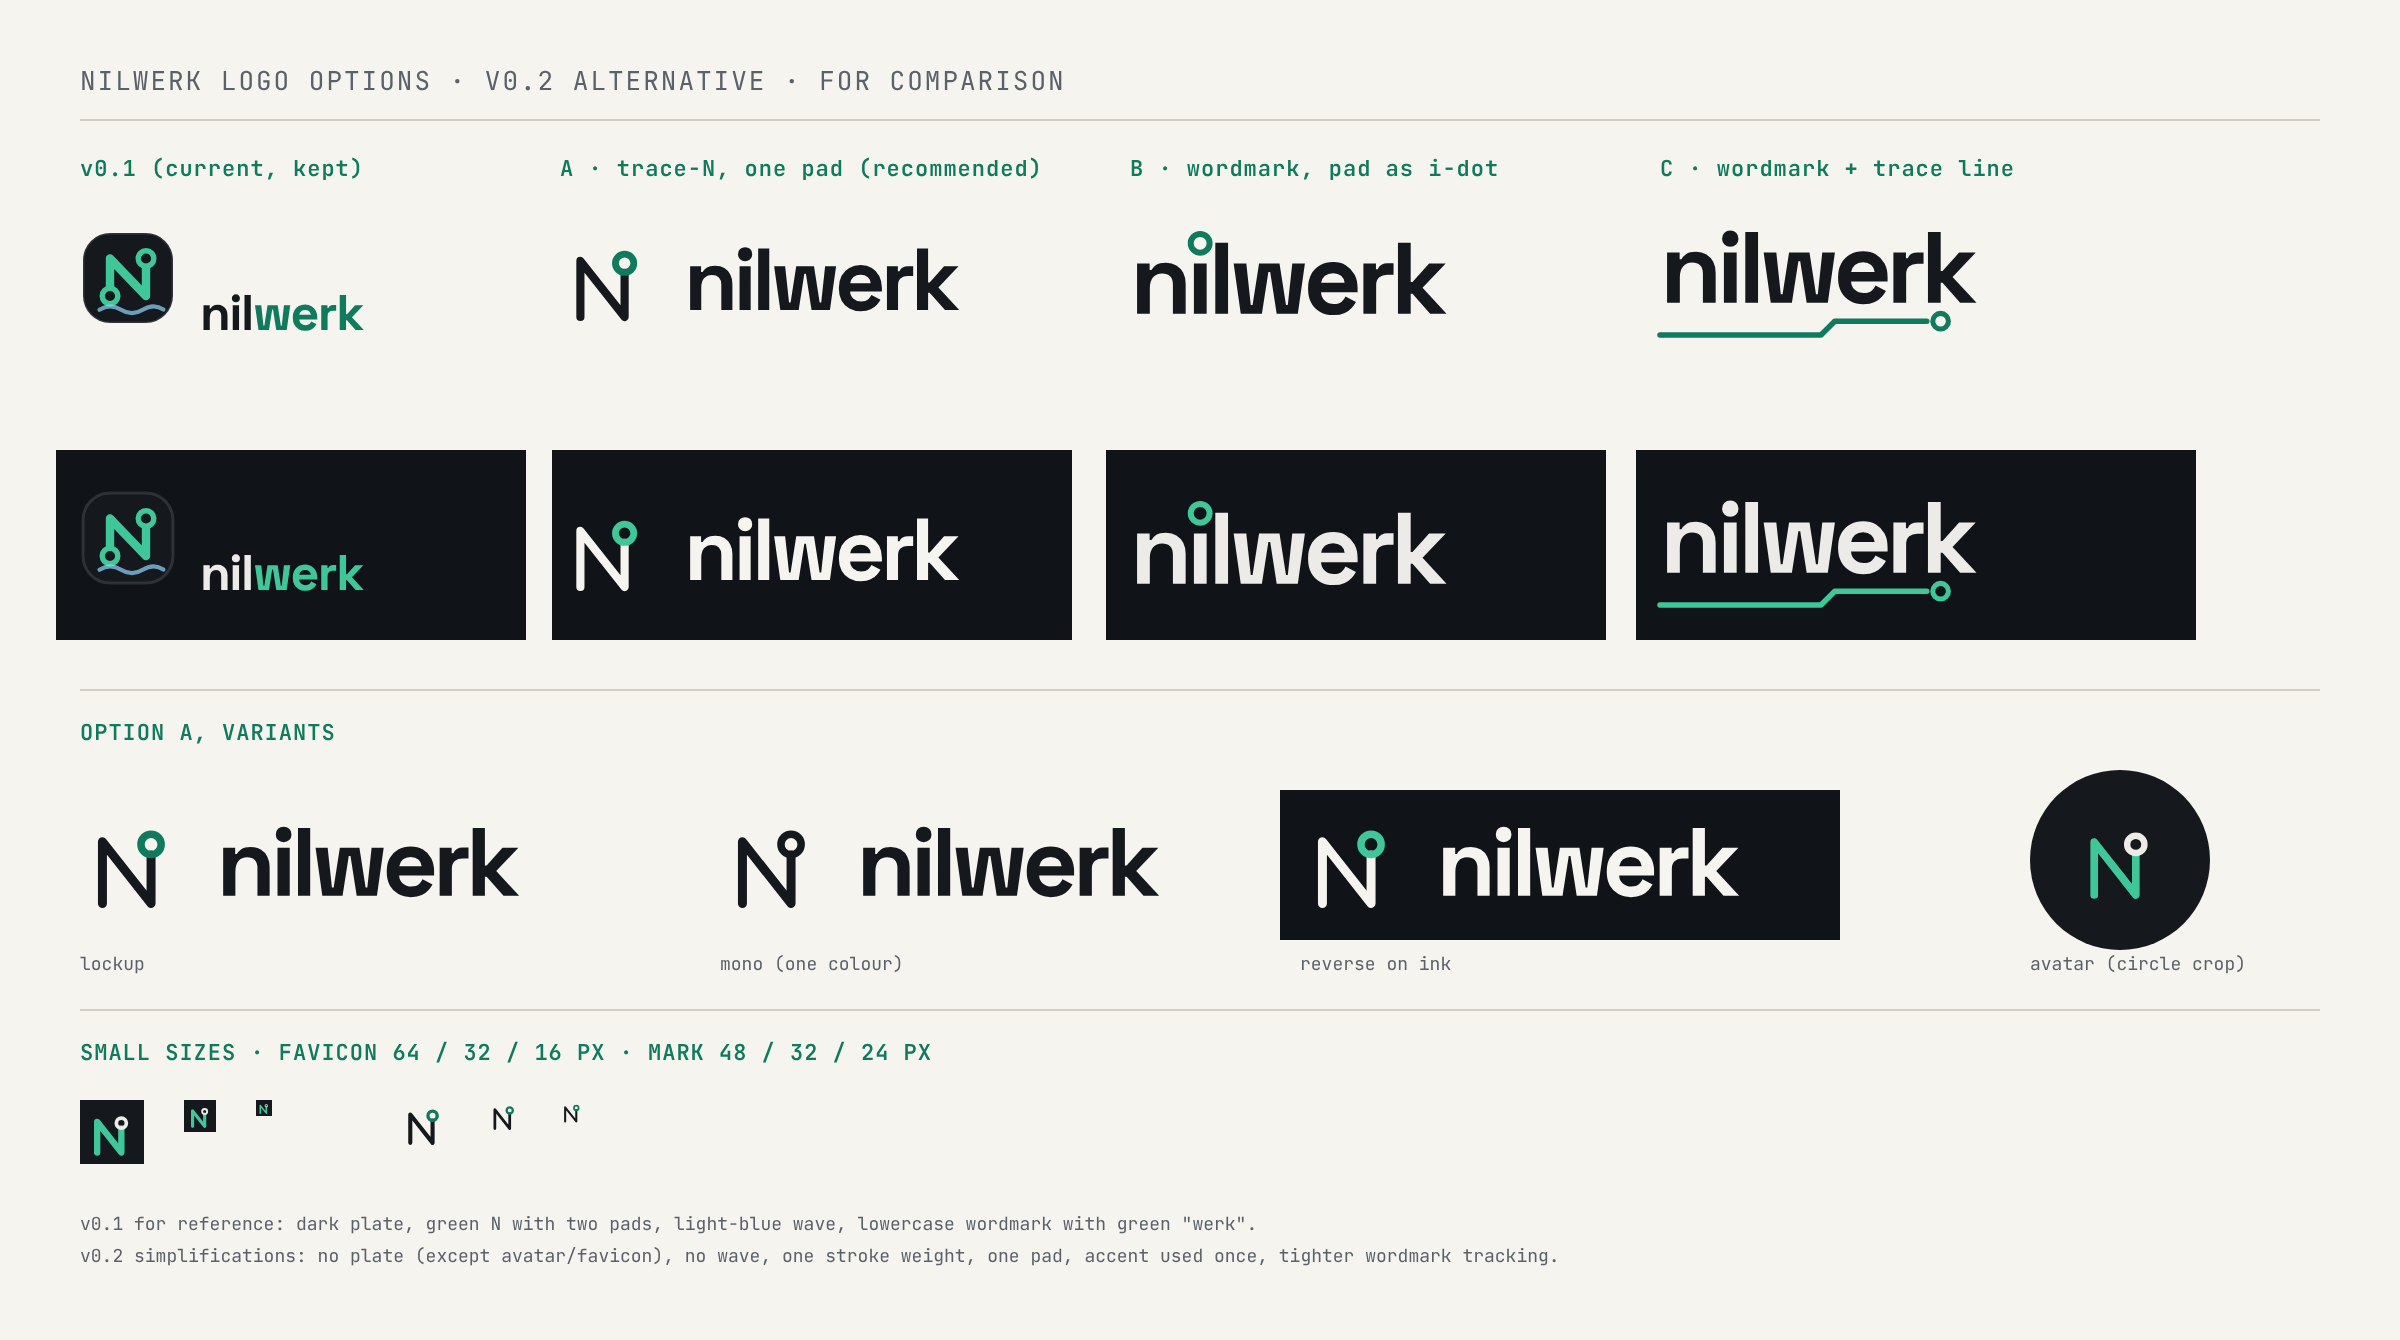 NILWERK LOGO OPTIONS · V0.2 ALTERNATIVE · FOR COMPARISON
v0.1 (current, kept)
A · trace-N, one pad (recommended)
B · wordmark, pad as i-dot
C · wordmark + trace line
N nilwerk
N nilwerk
nilwerk
nilwerk
N nilwerk
N nilwerk
nilwerk
nilwerk
OPTION A, VARIANTS
N nilwerk
N nilwerk
N nilwerk
N
lockup
mono (one colour)
reverse on ink
avatar (circle crop)
SMALL SIZES · FAVICON 64 / 32 / 16 PX · MARK 48 / 32 / 24 PX
N N N N N N
v0.1 for reference: dark plate, green N with two pads, light-blue wave, lowercase wordmark with green "werk".
v0.2 simplifications: no plate (except avatar/favicon), no wave, one stroke weight, one pad, accent used once, tighter wordmark tracking.